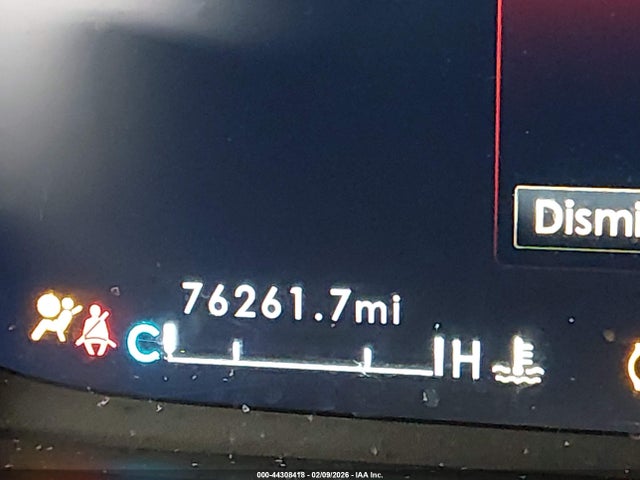 Dismi
76261.7mi
C H
000-44308418 - 02/09/2026 - IAA Inc.